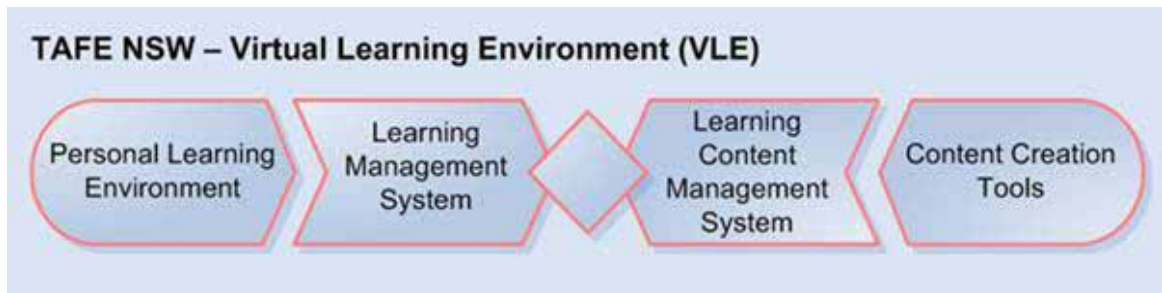 TAFE NSW – Virtual Learning Environment (VLE)
Personal Learning
Environment
Learning
Management
System
Learning
Content
Management
System
Content Creation
Tools